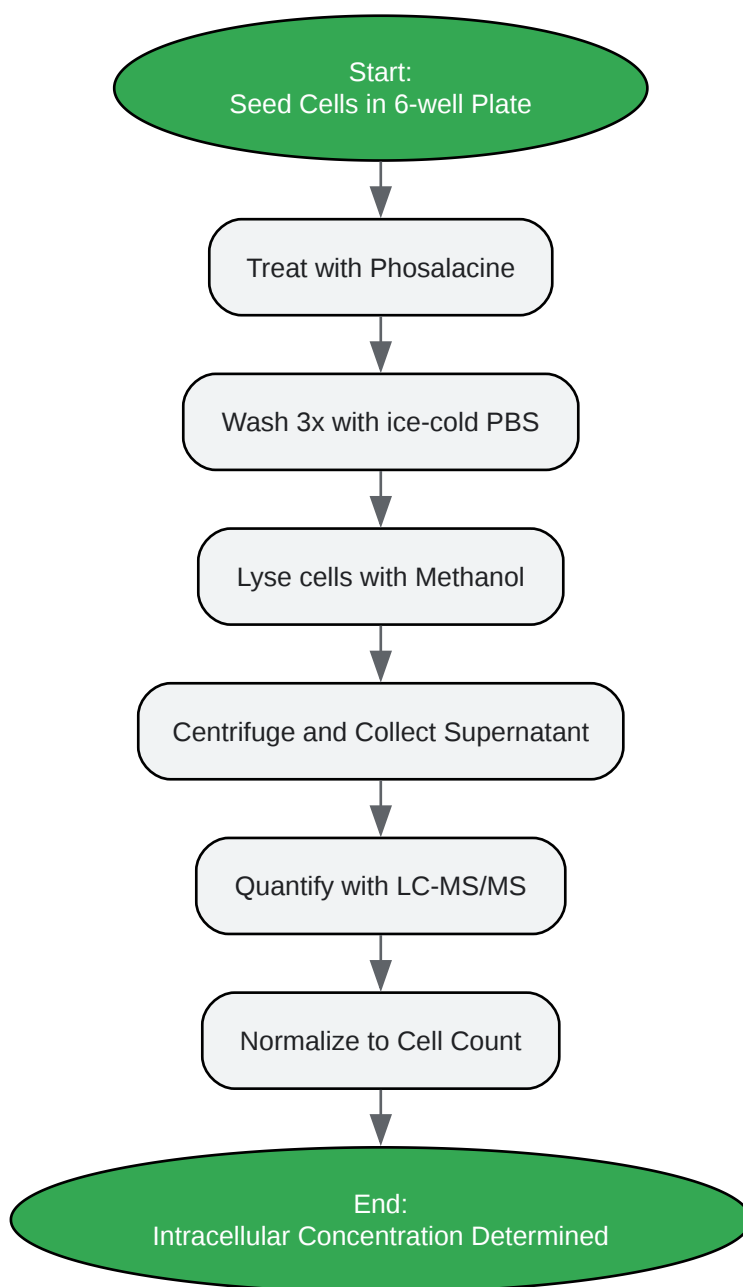 Start:
Seed Cells in 6-well Plate
Treat with Phosalacine
Wash 3x with ice-cold PBS
Lyse cells with Methanol
Centrifuge and Collect Supernatant
Quantify with LC-MS/MS
Normalize to Cell Count
End:
Intracellular Concentration Determined